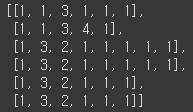 [[1, 1, 3, 1, 1, 1],
[1, 1, 3, 4, 1],
[1, 3, 2, 1, 1, 1, 1, 1],
[1, 3, 2, 1, 1, 1, 1, 1],
[1, 3, 2, 1, 1, 1],
[1, 3, 2, 1, 1, 1]]